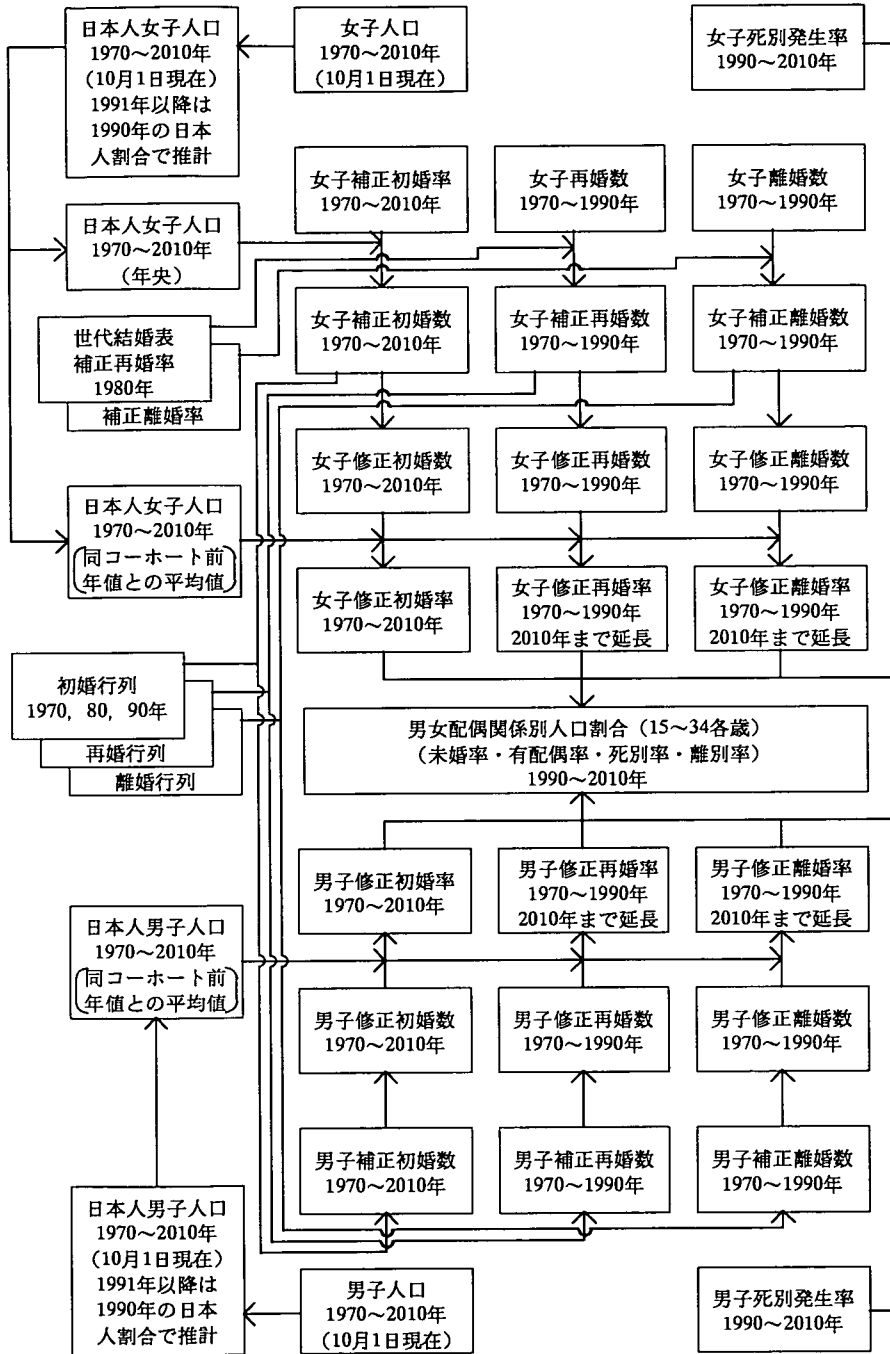 日本人女子人口
1970〜2010年
(10月1日現在)
1991年以降は
1990年の日本
人割合で推計
女子人口
1970〜2010年
(10月1日現在)
女子死別発生率
1990〜2010年
女子補正初婚率
1970〜2010年
女子再婚数
1970〜1990年
女子離婚数
1970〜1990年
日本人女子人口
1970〜2010年
(年央)
世代結婚表
補正再婚率
1980年
補正離婚率
女子補正初婚数
1970〜2010年
女子補正再婚数
1970〜1990年
女子補正離婚数
1970〜1990年
女子修正初婚数
1970〜2010年
女子修正再婚数
1970〜1990年
女子修正離婚数
1970〜1990年
日本人女子人口
1970〜2010年
(同コーホート前
年値との平均値)
女子修正初婚率
1970〜2010年
女子修正再婚率
1970〜1990年
2010年まで延長
女子修正離婚率
1970〜1990年
2010年まで延長
初婚行列
1970,80,90年
再婚行列
離婚行列
男女配偶関係別人口割合(15〜34各歳)
(未婚率・有配偶率・死別率・離別率)
1990〜2010年
男子修正初婚率
1970〜2010年
男子修正再婚率
1970〜1990年
2010年まで延長
男子修正離婚率
1970〜1990年
2010年まで延長
日本人男子人口
1970〜2010年
(同コーホート前
年値との平均値)
男子修正初婚数
1970〜2010年
男子修正再婚数
1970〜1990年
男子修正離婚数
1970〜1990年
男子補正初婚数
1970〜2010年
男子補正再婚数
1970〜1990年
男子補正離婚数
1970〜1990年
日本人男子人口
1970〜2010年
(10月1日現在)
1991年以降は
1990年の日本
人割合で推計
男子人口
1970〜2010年
(10月1日現在)
男子死別発生率
1990〜2010年